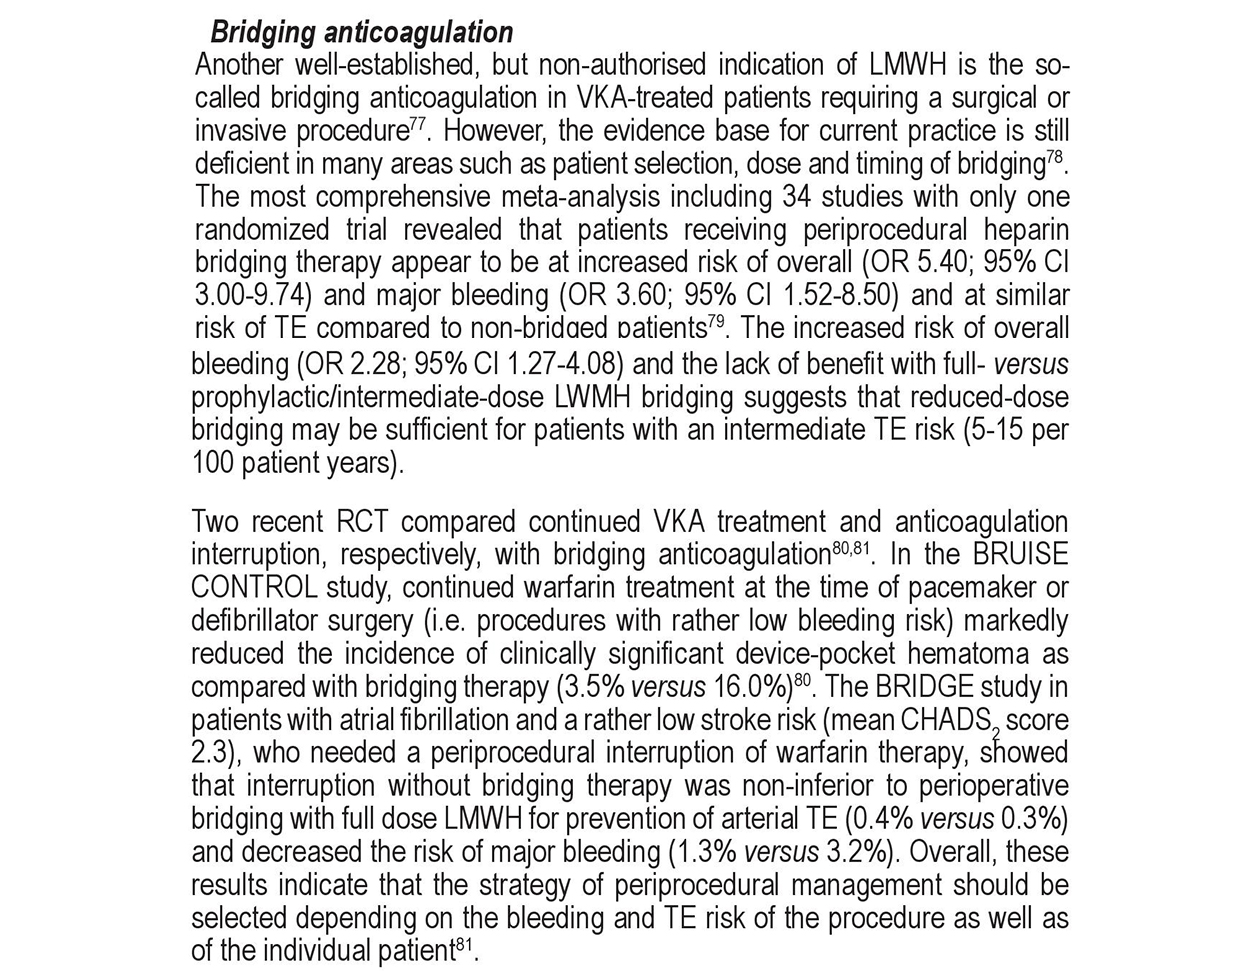 Bridging anticoagulation
Another well-established, but non-authorised indication of LMWH is the so-
called bridging anticoagulation in VKA-treated patients requiring a surgical or
invasive procedure77. However, the evidence base for current practice is still
deficient in many areas such as patient selection, dose and timing of bridging78.
The most comprehensive meta-analysis including 34 studies with only one
randomized trial revealed that patients receiving periprocedural heparin
bridging therapy appear to be at increased risk of overall (OR 5.40; 95% CI
3.00-9.74) and major bleeding (OR 3.60; 95% CI 1.52-8.50) and at similar
risk of TE compared to non-bridged patients79. The increased risk of overall
bleeding (OR 2.28; 95% CI 1.27-4.08) and the lack of benefit with full- versus
prophylactic/intermediate-dose LWMH bridging suggests that reduced-dose
bridging may be sufficient for patients with an intermediate TE risk (5-15 per
100 patient years).
Two recent RCT compared continued VKA treatment and anticoagulation
interruption, respectively, with bridging anticoagulation80,81. In the BRUISE
CONTROL study, continued warfarin treatment at the time of pacemaker or
defibrillator surgery (i.e. procedures with rather low bleeding risk) markedly
reduced the incidence of clinically significant device-pocket hematoma as
compared with bridging therapy (3.5% versus 16.0%)80. The BRIDGE study in
patients with atrial fibrillation and a rather low stroke risk (mean CHADS2 score
2.3), who needed a periprocedural interruption of warfarin therapy, showed
that interruption without bridging therapy was non-inferior to perioperative
bridging with full dose LMWH for prevention of arterial TE (0.4% versus 0.3%)
and decreased the risk of major bleeding (1.3% versus 3.2%). Overall, these
results indicate that the strategy of periprocedural management should be
selected depending on the bleeding and TE risk of the procedure as well as
of the individual patient81.